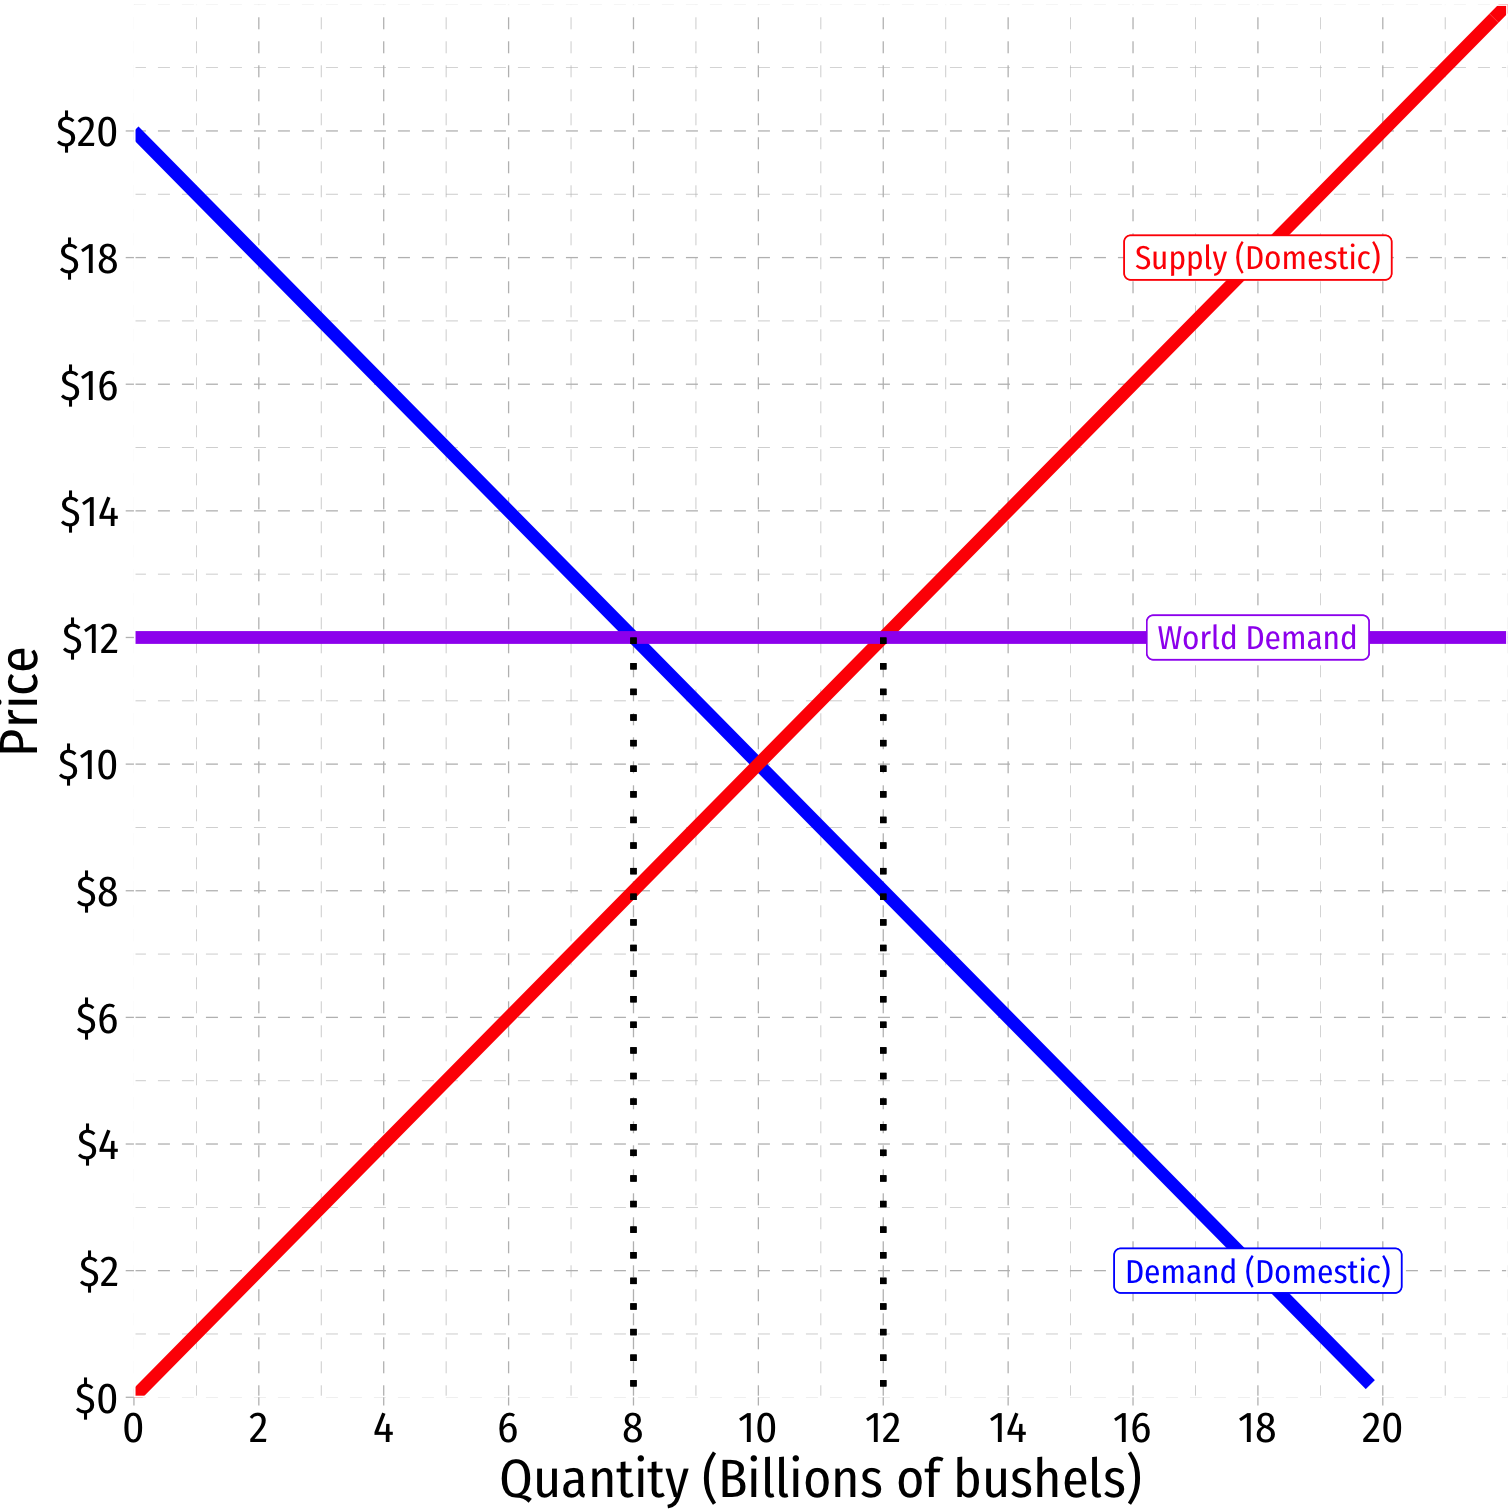 $20
$18
Supply (Domestic)
$16
$14
$12
World Demand
Price
$10
$8
$6
$4
$2
Demand (Domestic)
$0
0 2 4 6 8 10 12 14 16 18 20
Quantity (Billions of bushels)